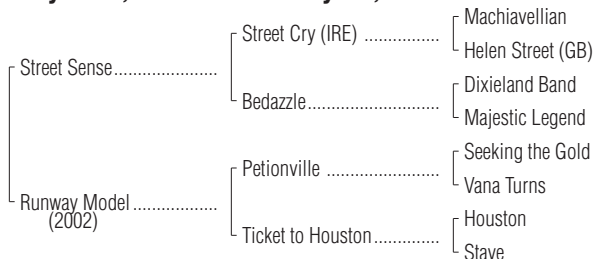 Machiavellian
Street Cry (IRE) ................
Helen Street (GB)
Street Sense......................
Dixieland Band
Bedazzle............................
Majestic Legend
Seeking the Gold
Petionville ........................
Vana Turns
Runway Model ..................
(2002)
Houston
Ticket to Houston..............
Stave